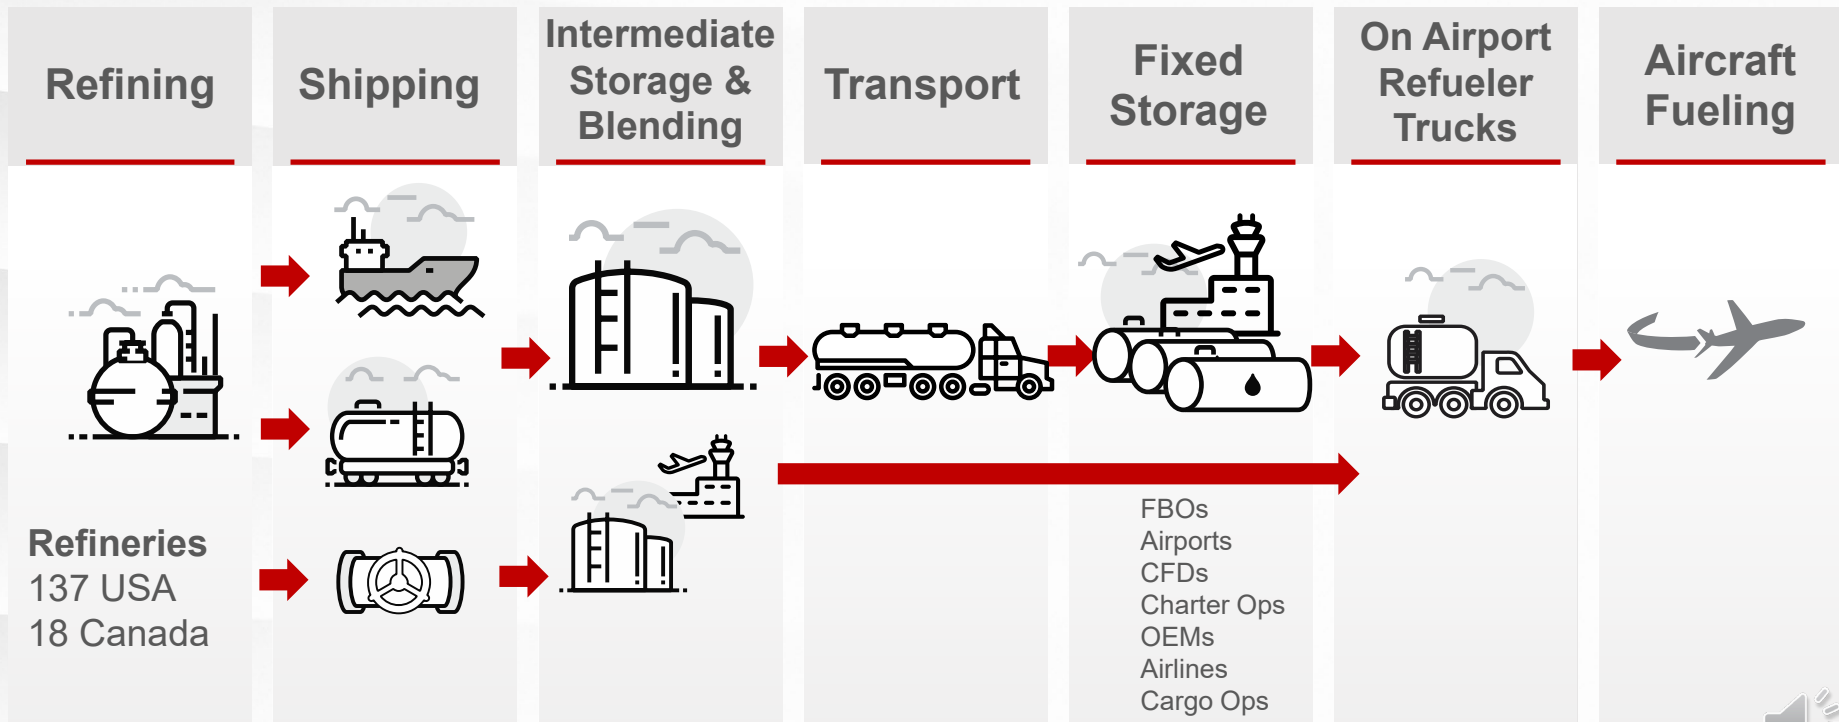 Refining
Shipping
Intermediate
Storage &
Blending
Transport
Fixed
Storage
On Airport
Refueler
Trucks
Aircraft
Fueling
Refineries
137 USA
18 Canada
FBOs
Airports
CFDs
Charter Ops
OEMs
Airlines
Cargo Ops